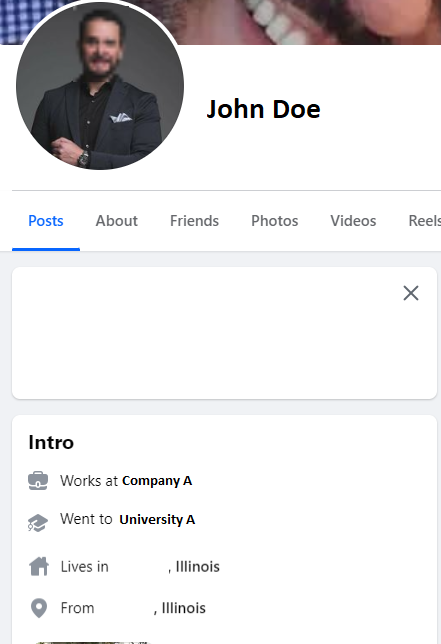 John Doe
Posts About Friends Photos Videos Reels
Intro
Works at Company A
Went to University A
Lives in , Illinois
From , Illinois